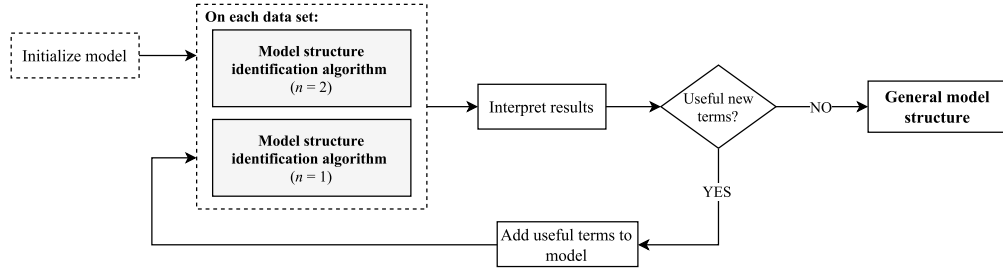 On each data set:
Initialize model
Model structure
identification algorithm
(n = 2)
Model structure
identification algorithm
(n = 1)
Interpret results
Useful new
terms?
NO
General model
structure
YES
Add useful terms to
model